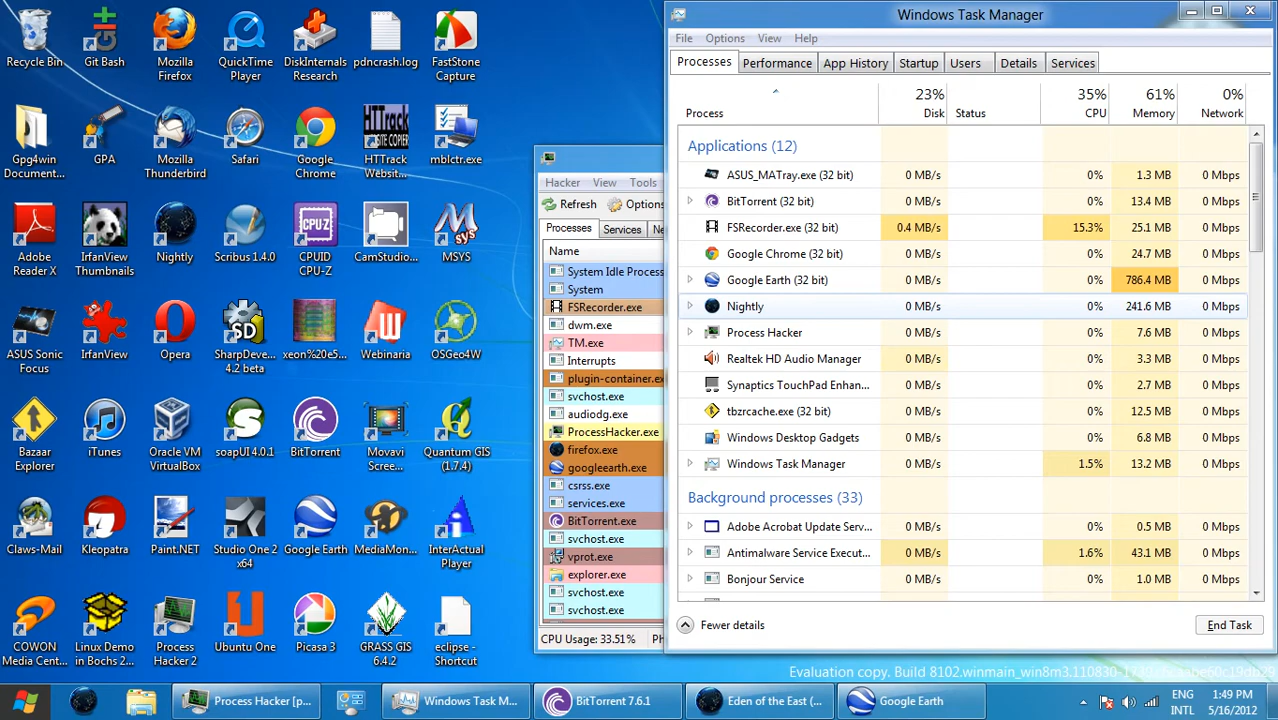 Recycle Bin
Git Bash
Mozilla
Firefox
QuickTime
Player
DiskInternals
Research
pdncrash.log
FastStone
Capture
Gpg4win
Document...
GPA
Mozilla
Thunderbird
Safari
Google
Chrome
HTTrack
WEBSITE COPIER
HTTrack
Websit...
mblctr.exe
Adobe
Reader X
IrfanView
Thumbnails
Nightly
Scribus 1.4.0
CPU-Z
CPUID
CPU-Z
CamStudio...
M
sys
MSYS
ASUS Sonic
Focus
IrfanView
Opera
SD
SharpDeve...
4.2 beta
xeon%20e5...
Webinaria
OSGeo4W
Bazaar
Explorer
iTunes
Oracle VM
VirtualBox
soapUI 4.0.1
BitTorrent
Movavi
Scree...
Quantum GIS
(1.7.4)
Claws-Mail
Kleopatra
Paint.NET
Studio One 2
x64
Google Earth
MediaMon...
InterActual
Player
COWON
Media Cent...
Linux Demo
in Bochs 2...
Process
Hacker 2
Ubuntu One
Picasa 3
GRASS GIS
6.4.2
eclipse -
Shortcut
Hacker View Tools
Refresh Options
Processes Services Ne
Name
System Idle Process
System
FSRecorder.exe
dwm.exe
TM.exe
Interrupts
plugin-container.ex
svchost.exe
audiodg.exe
ProcessHacker.exe
firefox.exe
googleearth.exe
csrss.exe
services.exe
BitTorrent.exe
svchost.exe
vprot.exe
explorer.exe
svchost.exe
svchost.exe
CPU Usage: 33.51% Ph
Windows Task Manager
File Options View Help
Processes Performance App History Startup Users Details Services
23% 35% 61% 0%
Process Disk Status CPU Memory Network
Applications (12)
ASUS_MATray.exe (32 bit) 0 MB/s 0% 1.3 MB 0 Mbps
BitTorrent (32 bit) 0 MB/s 0% 13.4 MB 0 Mbps
FSRecorder.exe (32 bit) 0.4 MB/s 11.3% 25.1 MB 0 Mbps
Google Chrome (32 bit) 0 MB/s 0% 24.7 MB 0 Mbps
Google Earth (32 bit) 0 MB/s 0% 786.4 MB 0 Mbps
Nightly 0 MB/s 0% 241.6 MB 0 Mbps
Process Hacker 0 MB/s 0% 7.6 MB 0 Mbps
Realtek HD Audio Manager 0 MB/s 0% 3.3 MB 0 Mbps
Synaptics TouchPad Enhan... 0 MB/s 0% 2.7 MB 0 Mbps
tbzrcache.exe (32 bit) 0 MB/s 0% 12.5 MB 0 Mbps
Windows Desktop Gadgets 0 MB/s 0% 6.8 MB 0 Mbps
Windows Task Manager 0 MB/s 1.5% 13.2 MB 0 Mbps
Background processes (33)
Adobe Acrobat Update Serv... 0 MB/s 0% 0.5 MB 0 Mbps
Antimalware Service Execut... 0 MB/s 1.6% 43.1 MB 0 Mbps
Bonjour Service 0 MB/s 0% 1.0 MB 0 Mbps
Fewer details End Task
Evaluation copy. Build
Process Hacker [p... Windows Task M... BitTorrent 7.6.1 Eden of the East (... Google Earth
ENG
INTL
1:49 PM
5/16/2012